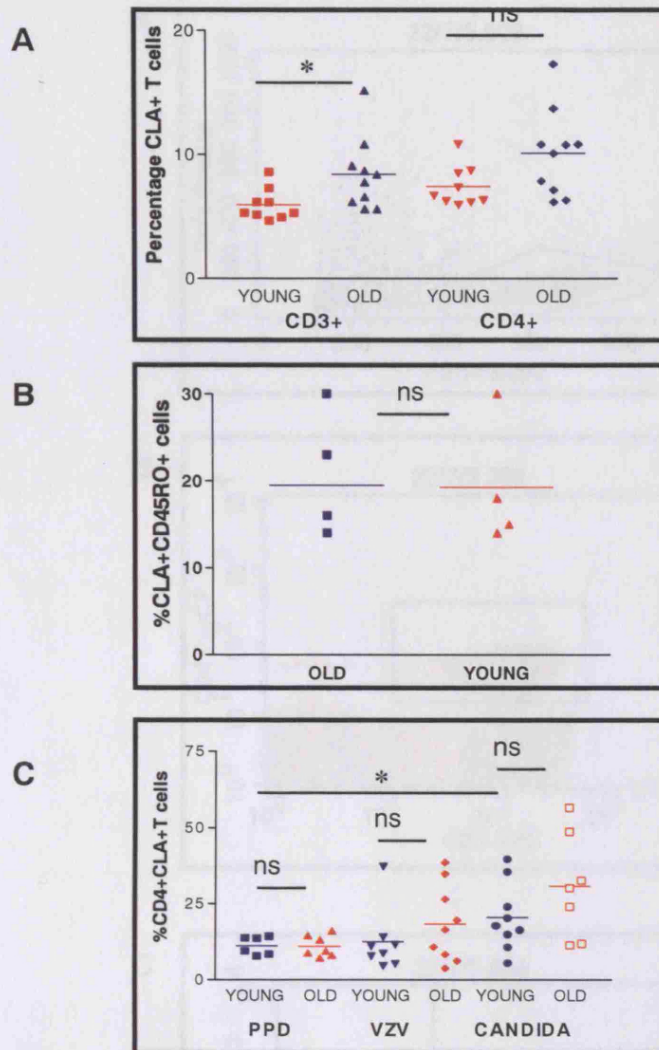 A
Percentage CLA+ T cells
20
10
0
*
ns
YOUNG OLD YOUNG OLD
CD3+ CD4+
B
%CLA+CD45RO+ cells
30
20
10
0
ns
OLD YOUNG
C
%CD4+CLA+T cells
75
50
25
0
ns
*
ns
ns
YOUNG OLD YOUNG OLD YOUNG OLD
PPD VZV CANDIDA